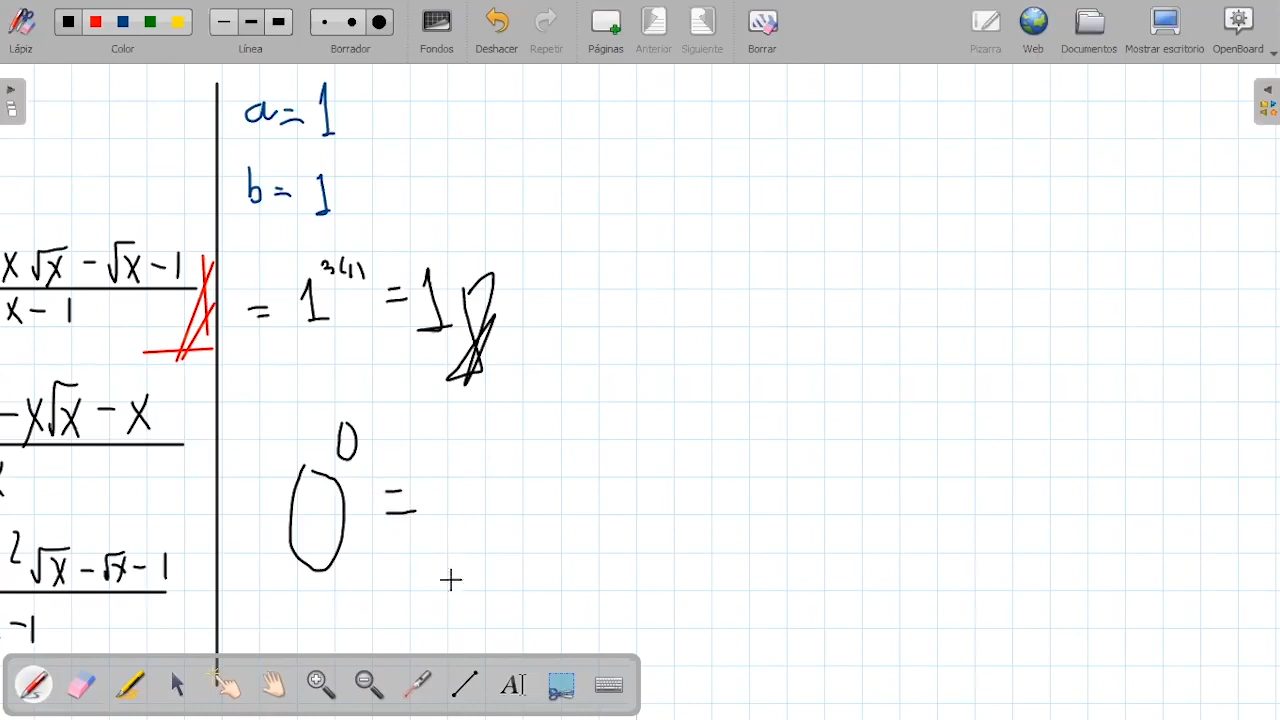 Lápiz Color Línea Borrador Fondos Deshacer Repetir Páginas Anterior Siguiente Borrar Pizarra Web Documentos Mostrar escritorio OpenBoard
a = 1
b = 1
x√x - √x - 1
x - 1
= 1^3(1) = 1
- x√x - x
0^0 =
2√x - √x - 1
- 1